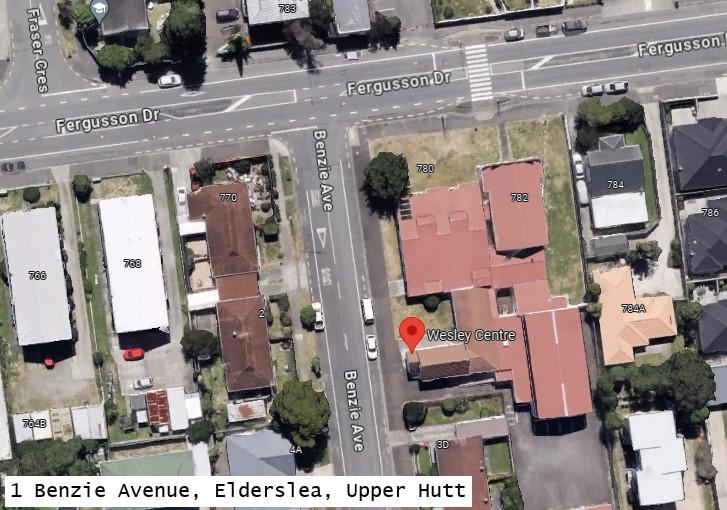 783
Fraser Cres
Fergusson Dr
Fergusson Dr
Fergusson Dr
Benzie Ave
780
770
782
784
786
766
768
2
784A
Wesley Centre
Benzie Ave
764B
4A
3D
1 Benzie Avenue, Elderslea, Upper Hutt